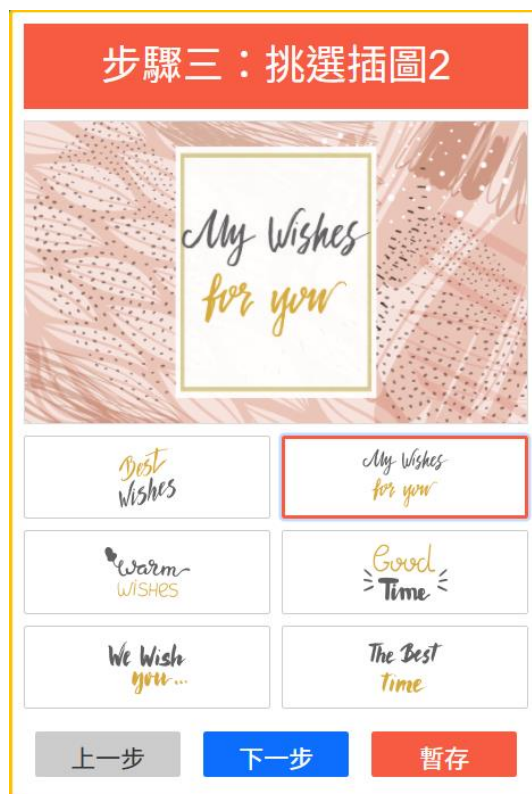 步驟三：挑選插圖2
My Wishes
for you
Best
Wishes
My Wishes
for you
Warm
WISHES
Good
Time
We Wish
you...
The Best
time
上一步
下一步
暫存